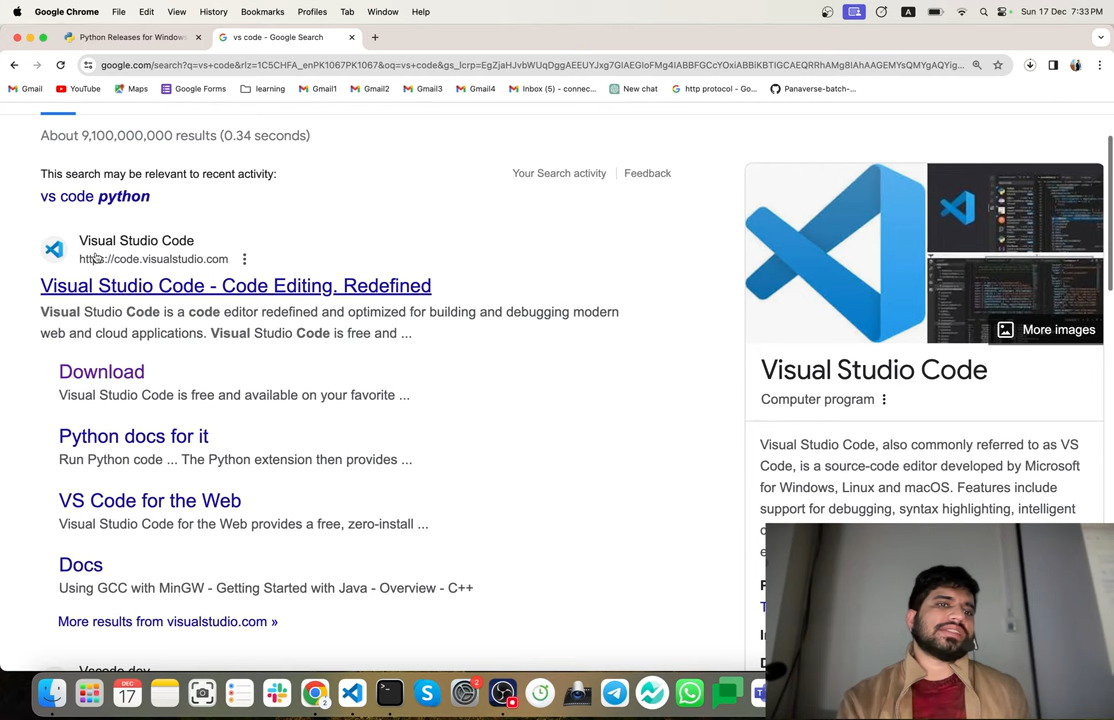 Google Chrome File Edit View History Bookmarks Profiles Tab Window Help A Sun 17 Dec 7:33 PM
Python Releases for Windows vs code - Google Search
google.com/search?q=vs+code&rlz=1C5CHFA_enPK1067PK1067&oq=vs+code&gs_lcrp=EgZjaHJvbWUqDggAEEUYJxg7GIAEGIoFMg4IABBFGCcYOxiABBiKBTIGCAEQRRhAMg8IAhAAGEMYsQMYgAQYig...
Gmail YouTube Maps Google Forms learning Gmail1 Gmail2 Gmail3 Gmail4 Inbox (5) - connec... New chat http protocol - Go... Panaverse-batch-...
About 9,100,000,000 results (0.34 seconds)
This search may be relevant to recent activity:
Your Search activity Feedback
vs code python
Visual Studio Code
https://code.visualstudio.com
Visual Studio Code - Code Editing. Redefined
Visual Studio Code is a code editor redefined and optimized for building and debugging modern
web and cloud applications. Visual Studio Code is free and ...
Download
Visual Studio Code is free and available on your favorite ...
Python docs for it
Run Python code ... The Python extension then provides ...
VS Code for the Web
Visual Studio Code for the Web provides a free, zero-install ...
Docs
Using GCC with MinGW - Getting Started with Java - Overview - C++
More results from visualstudio.com »
Vscode dev
More images
Visual Studio Code
Computer program
Visual Studio Code, also commonly referred to as VS
Code, is a source-code editor developed by Microsoft
for Windows, Linux and macOS. Features include
support for debugging, syntax highlighting, intelligent
DEC
17
2
2